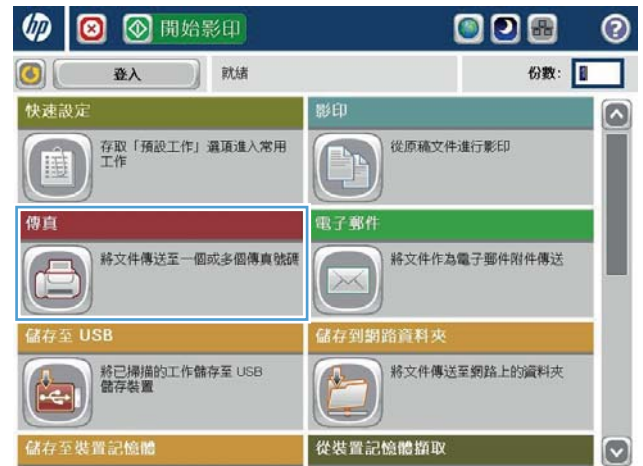 hp
開始影印
?
登入
就緒
份數:
快速設定
影印
存取「預設工作」選項進入常用
工作
從原稿文件進行影印
傳真
電子郵件
將文件傳送至一個或多個傳真號碼
將文件作為電子郵件附件傳送
儲存至 USB
儲存到網路資料夾
將已掃描的工作儲存至 USB
儲存裝置
將文件傳送至網路上的資料夾
儲存至裝置記憶體
從裝置記憶體擷取